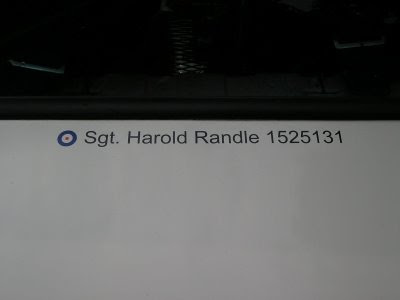 Sgt. Harold Randle 1525131